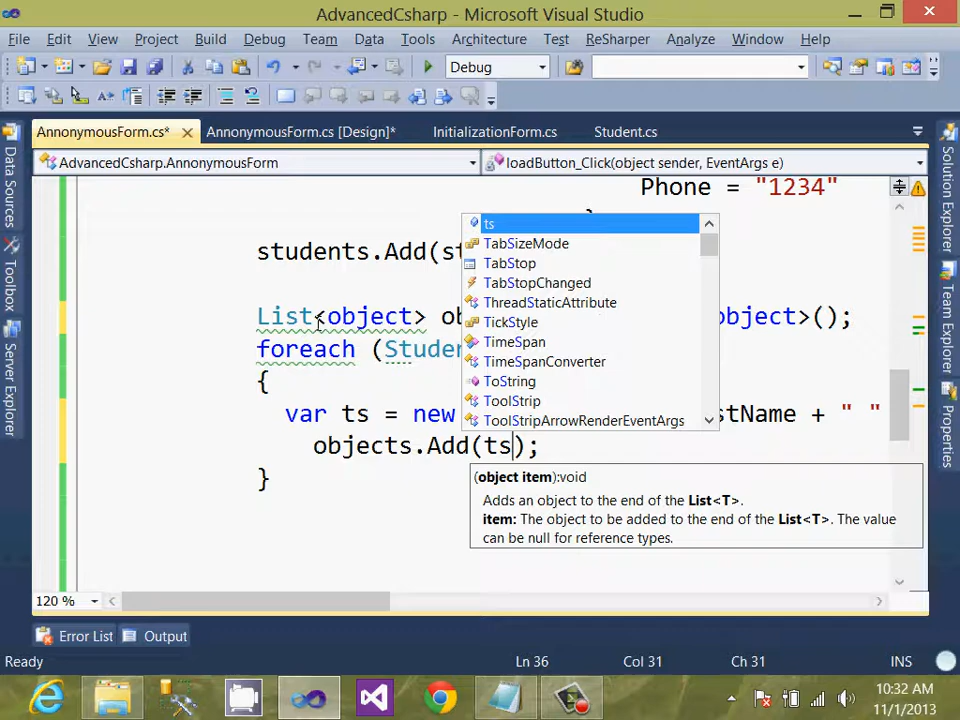 AdvancedCsharp - Microsoft Visual Studio
File Edit View Project Build Debug Team Data Tools Architecture Test ReSharper Analyze Window Help
Debug
AnnonymousForm.cs* AnnonymousForm.cs [Design]* InitializationForm.cs Student.cs
AdvancedCsharp.AnnonymousForm loadButton_Click(object sender, EventArgs e)
Data Sources
Toolbox
Server Explorer
Phone = "1234"
students.Add(
List<object> object>();
foreach (
{
var ts = new + " "
objects.Add(ts);
}
ts
TabSizeMode
TabStop
TabStopChanged
ThreadStaticAttribute
TickStyle
TimeSpan
TimeSpanConverter
ToString
ToolStrip
ToolStripArrowRenderEventArgs
(object item):void
Adds an object to the end of the List<T>.
item: The object to be added to the end of the List<T>. The value
can be null for reference types.
Solution Explorer
Team Explorer
Properties
120 %
Error List Output
Ready Ln 36 Col 31 Ch 31 INS
10:32 AM
11/1/2013